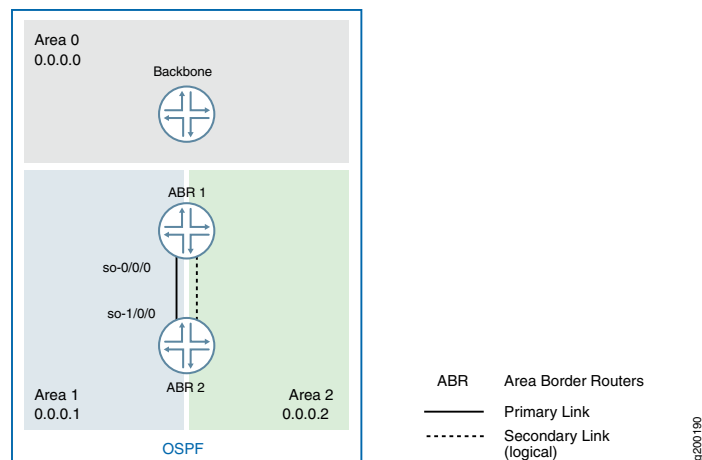 Area 0
0.0.0.0
Backbone
ABR 1
so-0/0/0
so-1/0/0
ABR 2
Area 1
0.0.0.1
Area 2
0.0.0.2
OSPF
ABR Area Border Routers
Primary Link
Secondary Link
(logical)
g200190